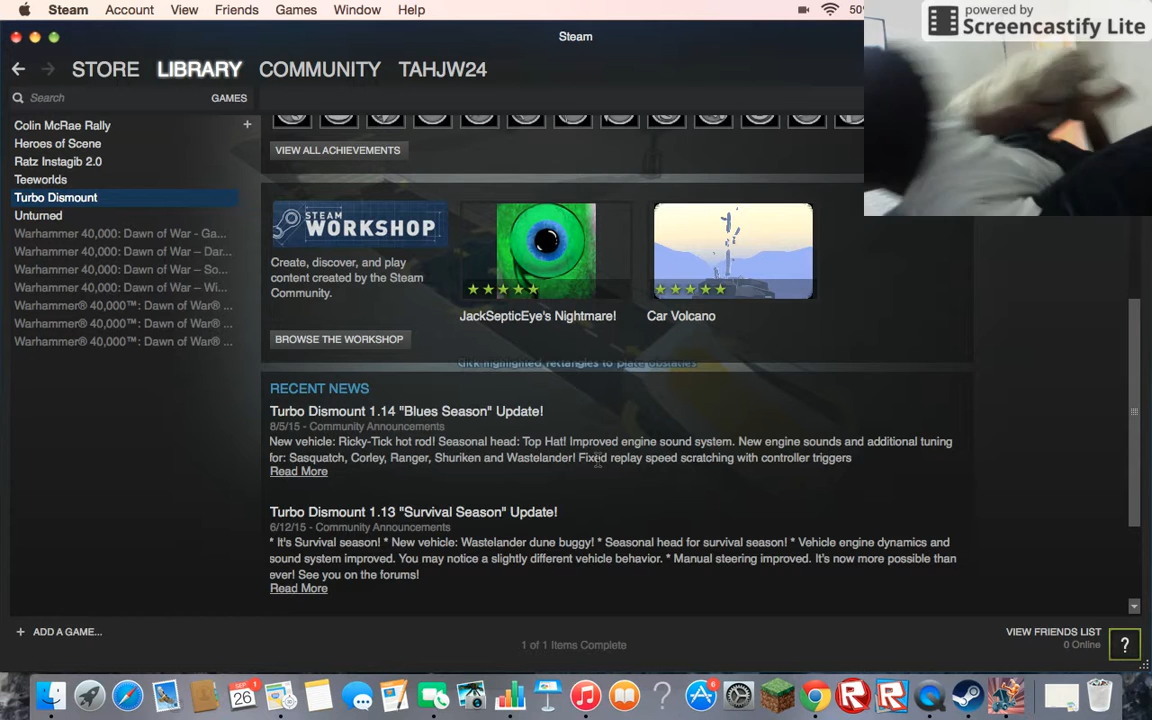 Steam Account View Friends Games Window Help
50%
powered by
Screencastify Lite
Steam
STORE LIBRARY COMMUNITY TAHJW24
Search GAMES
Colin McRae Rally
Heroes of Scene
Ratz Instagib 2.0
Teeworlds
Turbo Dismount
Unturned
Warhammer 40,000: Dawn of War - Ga...
Warhammer 40,000: Dawn of War – Dar...
Warhammer 40,000: Dawn of War – So...
Warhammer 40,000: Dawn of War – Wi...
Warhammer® 40,000™: Dawn of War® ...
Warhammer® 40,000™: Dawn of War® ...
Warhammer® 40,000™: Dawn of War® ...
VIEW ALL ACHIEVEMENTS
STEAM
WORKSHOP
Create, discover, and play
content created by the Steam
Community.
BROWSE THE WORKSHOP
JackSepticEye's Nightmare!
Car Volcano
Click highlighted rectangles to place obstacles
RECENT NEWS
Turbo Dismount 1.14 "Blues Season" Update!
8/5/15 - Community Announcements
New vehicle: Ricky-Tick hot rod! Seasonal head: Top Hat! Improved engine sound system. New engine sounds and additional tuning
for: Sasquatch, Corley, Ranger, Shuriken and Wastelander! Fixed replay speed scratching with controller triggers
Read More
Turbo Dismount 1.13 "Survival Season" Update!
6/12/15 - Community Announcements
* It's Survival season! * New vehicle: Wastelander dune buggy! * Seasonal head for survival season! * Vehicle engine dynamics and
sound system improved. You may notice a slightly different vehicle behavior. * Manual steering improved. It's now more possible than
ever! See you on the forums!
Read More
+ ADD A GAME...
1 of 1 Items Complete
VIEW FRIENDS LIST
0 Online
?
SEP 1
26
6